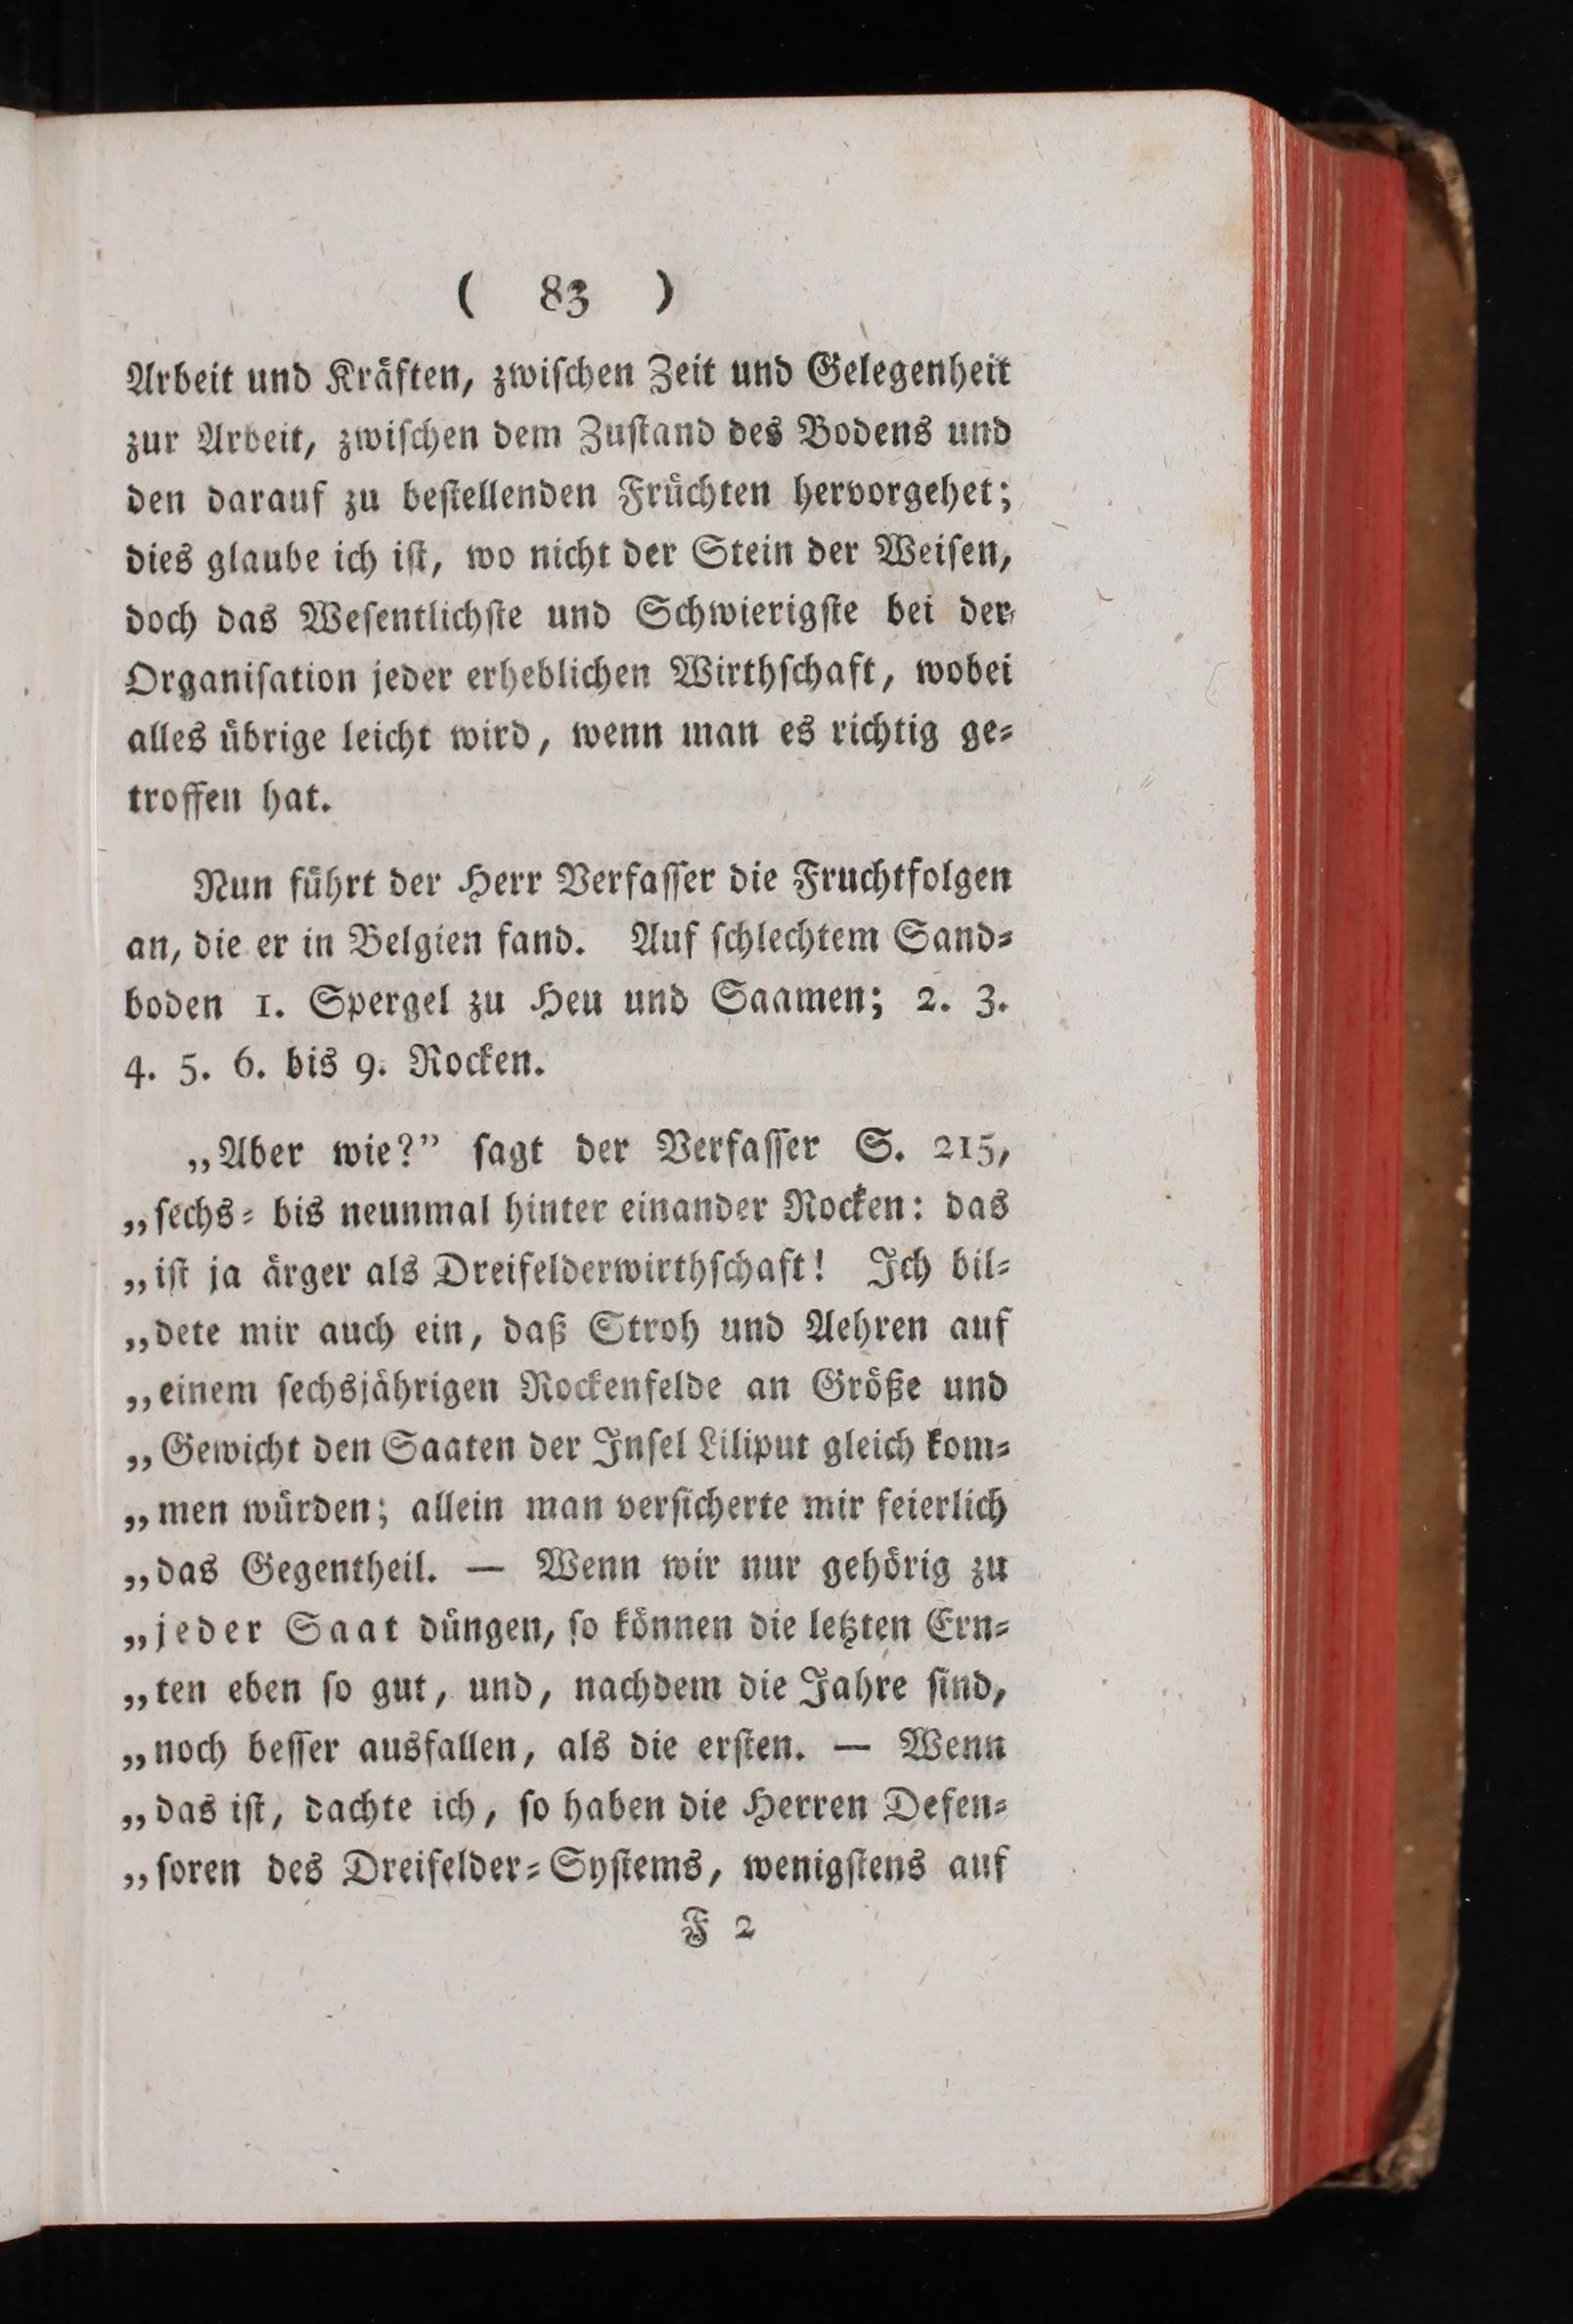 ( 83 )
Arbeit und Kräften, zwiſchen Zeit und Gelegenheit
zur Arbeit, zwiſchen dem Zuſtand des Bodens und
den darauf zu beſtellenden Früchten hervorgehet;
dies glaube ich iſt, wo nicht der Stein der Weiſen,
doch das Weſentlichſte und Schwierigſte bei der
Organiſation jeder erheblichen Wirthſchaft, wobei
alles übrige leicht wird, wenn man es richtig ge⸗
troffen hat.
Nun führt der Herr Verfaſſer die Fruchtfolgen
an, die er in Belgien fand. Auf ſchlechtem Sand⸗
boden 1. Spergel zu Heu und Saamen; 2. 3.
4. 5. 6. bis 9. Rocken.
„Aber wie?” ſagt der Verfaſſer S. 215,
„ſechs⸗ bis neunmal hinter einander Rocken: das
„iſt ja ärger als Dreifelderwirthſchaft! Ich bil⸗
„dete mir auch ein, daß Stroh und Aehren auf
„einem ſechsjährigen Rockenfelde an Größe und
„Gewicht den Saaten der Inſel Liliput gleich kom⸗
„men würden; allein man verſicherte mir feierlich
„das Gegentheil. — Wenn wir nur gehörig zu
„jeder Saat düngen, ſo können die letzten Ern⸗
„ten eben ſo gut, und, nachdem die Jahre ſind,
„noch beſſer ausfallen, als die erſten. — Wenn
„das iſt, dachte ich, ſo haben die Herren Defen⸗
„ſoren des Dreifelder⸗Syſtems, wenigſtens auf
F 2